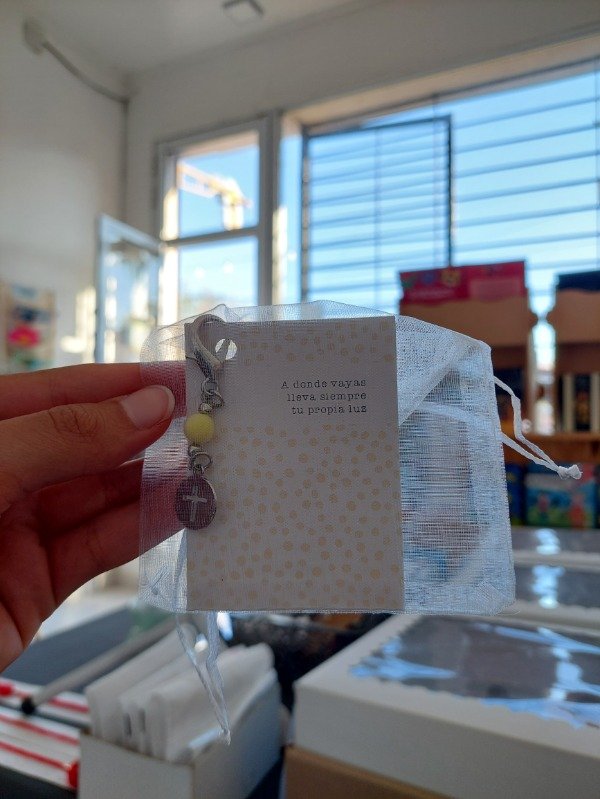 A donde vayas
lleva siempre
tu propia luz